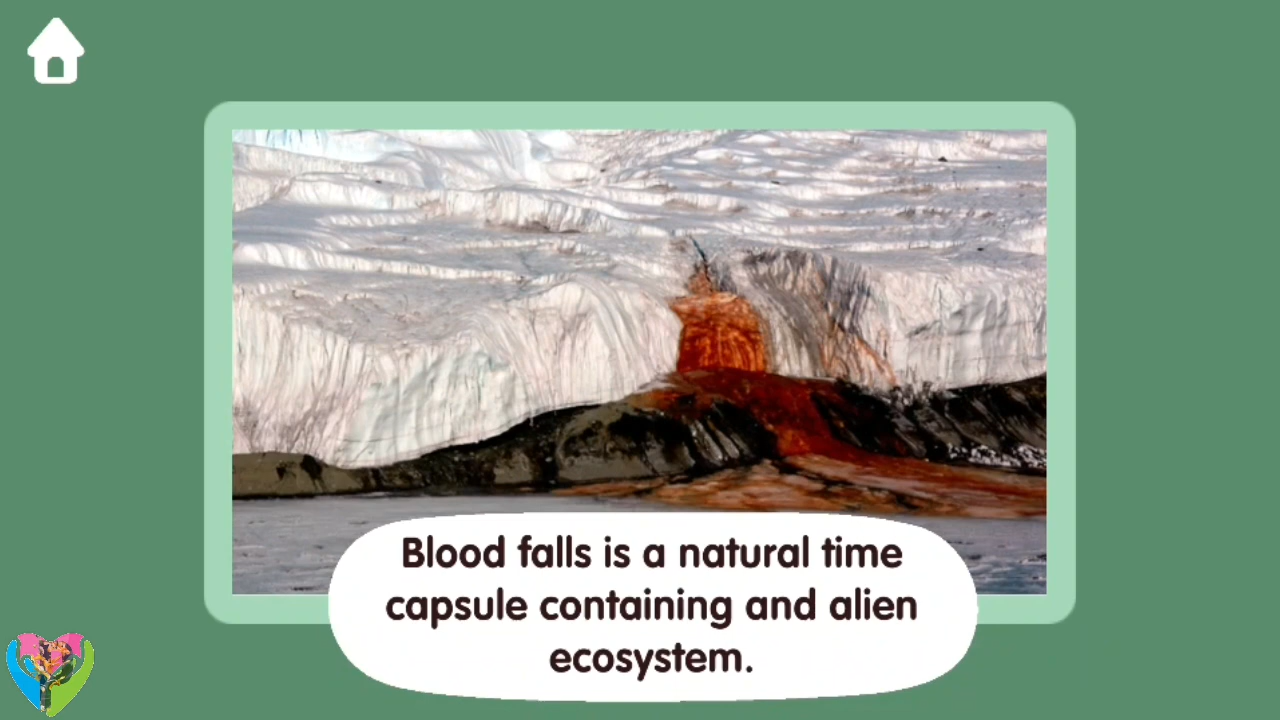 Blood falls is a natural time
capsule containing and alien
ecosystem.